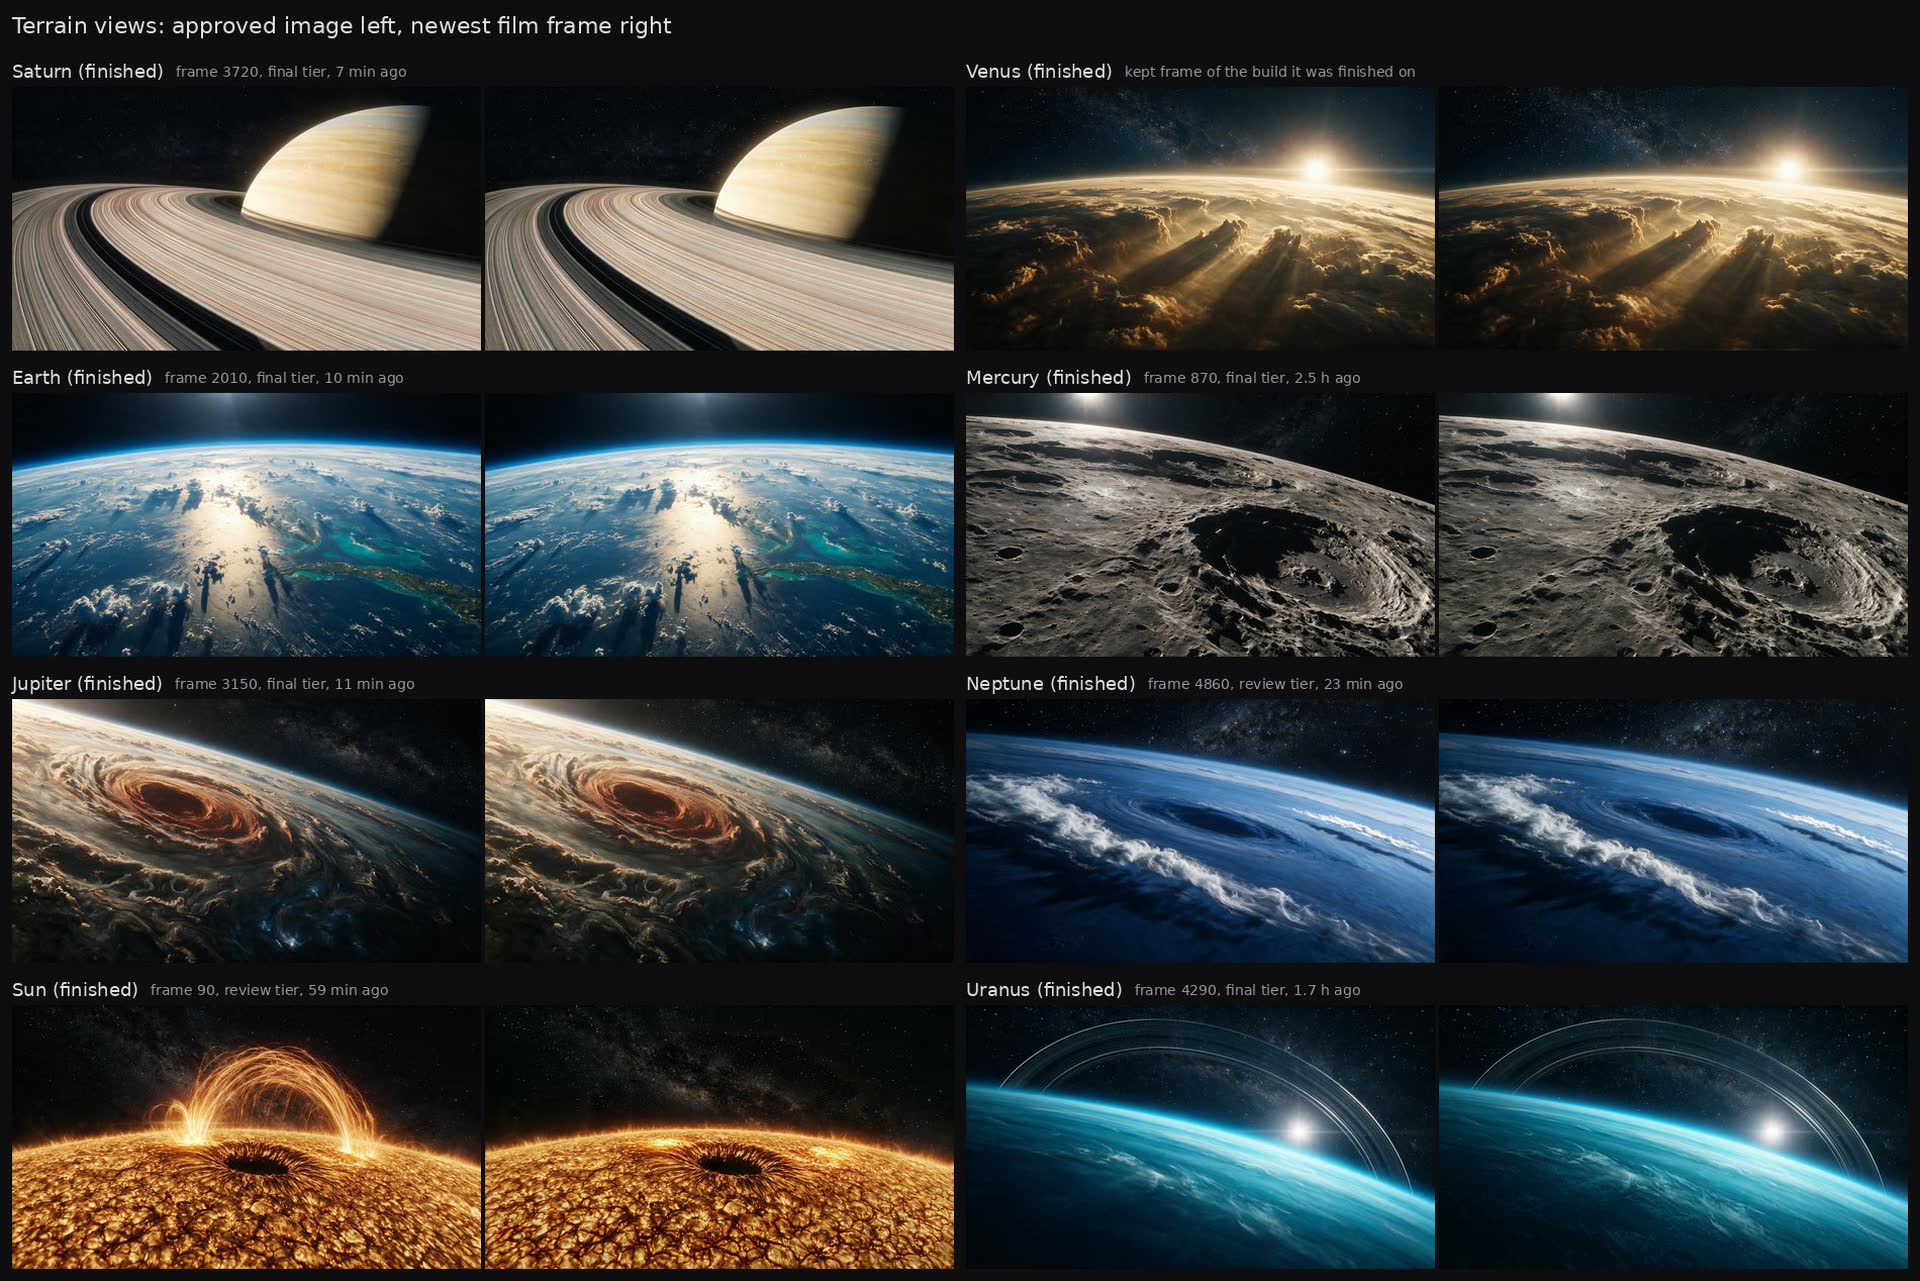 Terrain views: approved image left, newest film frame right
Saturn (finished) frame 3720, final tier, 7 min ago
Venus (finished) kept frame of the build it was finished on
Earth (finished) frame 2010, final tier, 10 min ago
Mercury (finished) frame 870, final tier, 2.5 h ago
Jupiter (finished) frame 3150, final tier, 11 min ago
Neptune (finished) frame 4860, review tier, 23 min ago
Sun (finished) frame 90, review tier, 59 min ago
Uranus (finished) frame 4290, final tier, 1.7 h ago